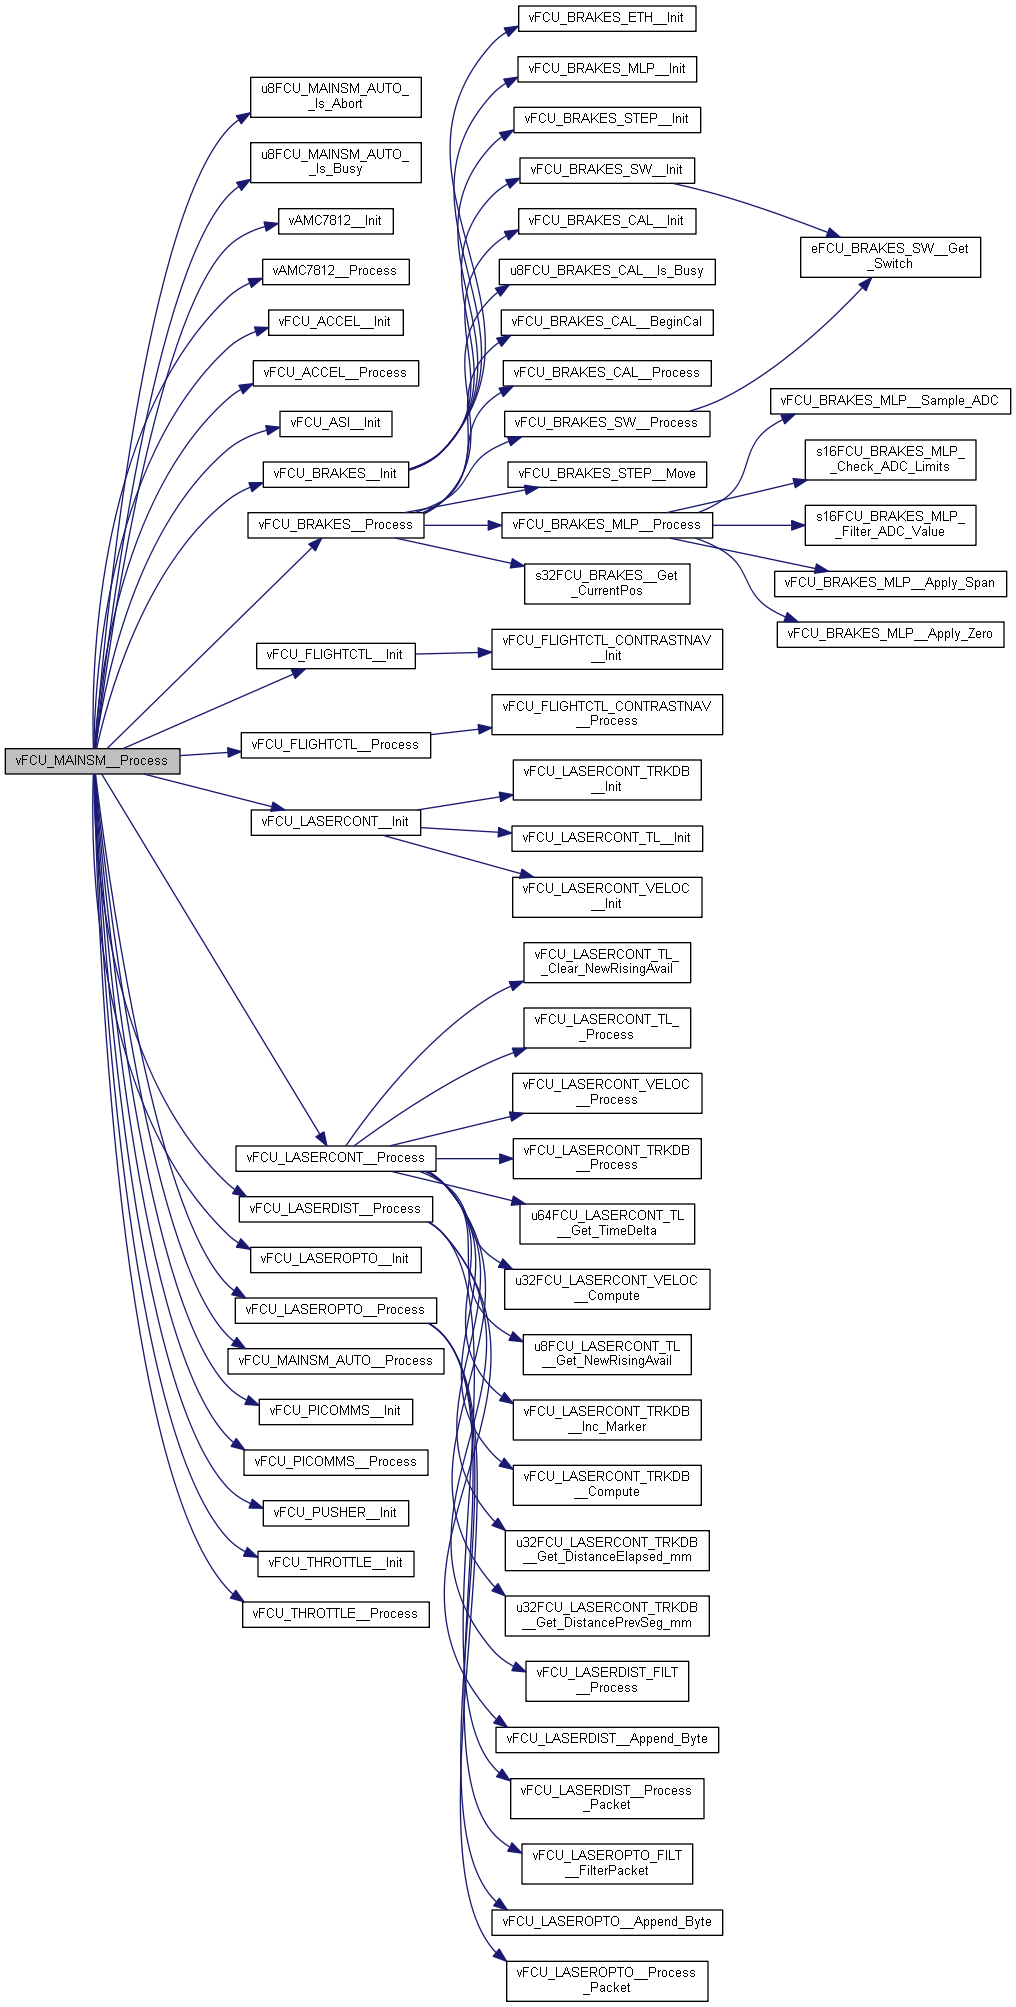 vFCU_MAINSM__Process
u8FCU_MAINSM_AUTO_
_Is_Abort
u8FCU_MAINSM_AUTO_
_Is_Busy
vAMC7812__Init
vAMC7812__Process
vFCU_ACCEL__Init
vFCU_ACCEL__Process
vFCU_ASI__Init
vFCU_BRAKES__Init
vFCU_BRAKES__Process
vFCU_FLIGHTCTL__Init
vFCU_FLIGHTCTL__Process
vFCU_LASERCONT__Init
vFCU_LASERCONT__Process
vFCU_LASERDIST__Process
vFCU_LASEROPTO__Init
vFCU_LASEROPTO__Process
vFCU_MAINSM_AUTO__Process
vFCU_PICOMMS__Init
vFCU_PICOMMS__Process
vFCU_PUSHER__Init
vFCU_THROTTLE__Init
vFCU_THROTTLE__Process
vFCU_BRAKES_ETH__Init
vFCU_BRAKES_MLP__Init
vFCU_BRAKES_STEP__Init
vFCU_BRAKES_SW__Init
vFCU_BRAKES_CAL__Init
u8FCU_BRAKES_CAL__Is_Busy
vFCU_BRAKES_CAL__BeginCal
vFCU_BRAKES_CAL__Process
vFCU_BRAKES_SW__Process
vFCU_BRAKES_STEP__Move
vFCU_BRAKES_MLP__Process
s32FCU_BRAKES__Get
_CurrentPos
vFCU_FLIGHTCTL_CONTRASTNAV
__Init
vFCU_FLIGHTCTL_CONTRASTNAV
__Process
vFCU_LASERCONT_TRKDB
__Init
vFCU_LASERCONT_TL__Init
vFCU_LASERCONT_VELOC
__Init
vFCU_LASERCONT_TL_
_Clear_NewRisingAvail
vFCU_LASERCONT_TL_
_Process
vFCU_LASERCONT_VELOC
__Process
vFCU_LASERCONT_TRKDB
__Process
u64FCU_LASERCONT_TL
__Get_TimeDelta
u32FCU_LASERCONT_VELOC
__Compute
u8FCU_LASERCONT_TL
__Get_NewRisingAvail
vFCU_LASERCONT_TRKDB
__Inc_Marker
vFCU_LASERCONT_TRKDB
__Compute
u32FCU_LASERCONT_TRKDB
__Get_DistanceElapsed_mm
u32FCU_LASERCONT_TRKDB
__Get_DistancePrevSeg_mm
vFCU_LASERDIST_FILT
__Process
vFCU_LASERDIST__Append_Byte
vFCU_LASERDIST__Process
_Packet
vFCU_LASEROPTO_FILT
__FilterPacket
vFCU_LASEROPTO__Append_Byte
vFCU_LASEROPTO__Process
_Packet
eFCU_BRAKES_SW__Get
_Switch
vFCU_BRAKES_MLP__Sample_ADC
s16FCU_BRAKES_MLP_
_Check_ADC_Limits
s16FCU_BRAKES_MLP_
_Filter_ADC_Value
vFCU_BRAKES_MLP__Apply_Span
vFCU_BRAKES_MLP__Apply_Zero